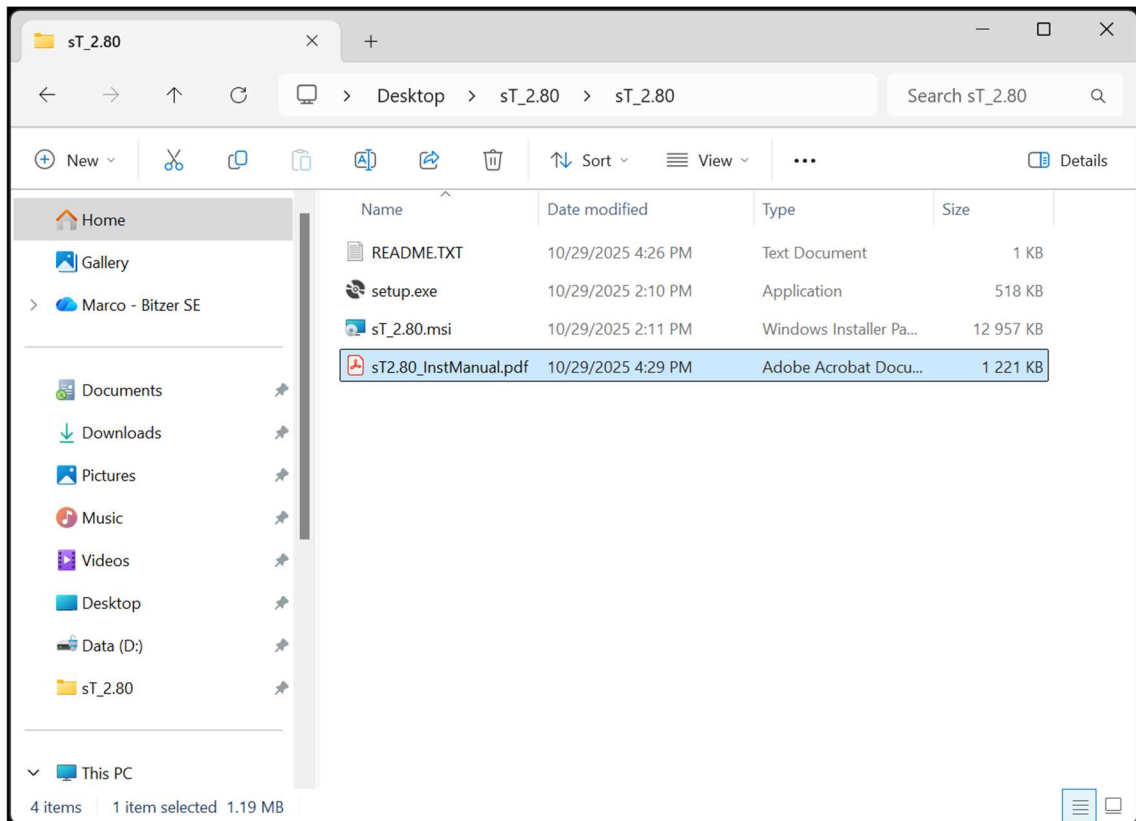 sT_2.80
Desktop > sT_2.80 > sT_2.80
Search sT_2.80
New
A
Sort
View
Details
Name Date modified Type Size
README.TXT 10/29/2025 4:26 PM Text Document 1 KB
setup.exe 10/29/2025 2:10 PM Application 518 KB
sT_2.80.msi 10/29/2025 2:11 PM Windows Installer Pa... 12 957 KB
sT2.80_InstManual.pdf 10/29/2025 4:29 PM Adobe Acrobat Docu... 1 221 KB
Home
Gallery
Marco - Bitzer SE
Documents
Downloads
Pictures
Music
Videos
Desktop
Data (D:)
sT_2.80
This PC
4 items 1 item selected 1.19 MB